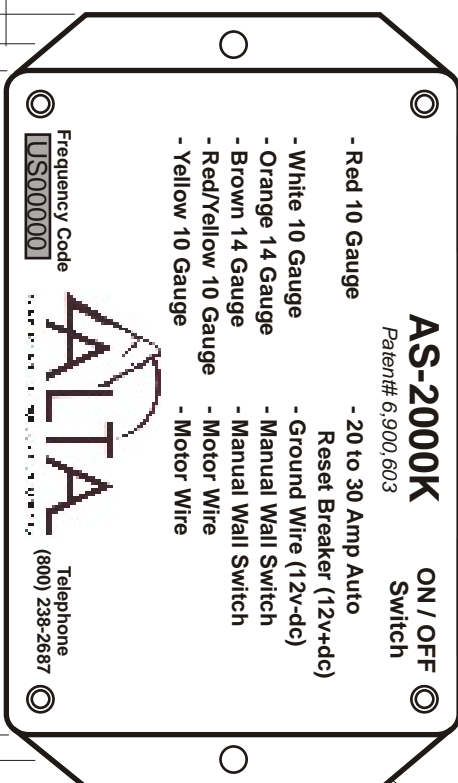 AS-2000K
Patent# 6,900,603
ON / OFF
Switch
- Red 10 Gauge - 20 to 30 Amp Auto
Reset Breaker (12v+dc)
- White 10 Gauge - Ground Wire (12v-dc)
- Orange 14 Gauge - Manual Wall Switch
- Brown 14 Gauge - Manual Wall Switch
- Red/Yellow 10 Gauge - Motor Wire
- Yellow 10 Gauge - Motor Wire
Frequency Code
US00000
ALTA
Telephone
(800) 238-2687